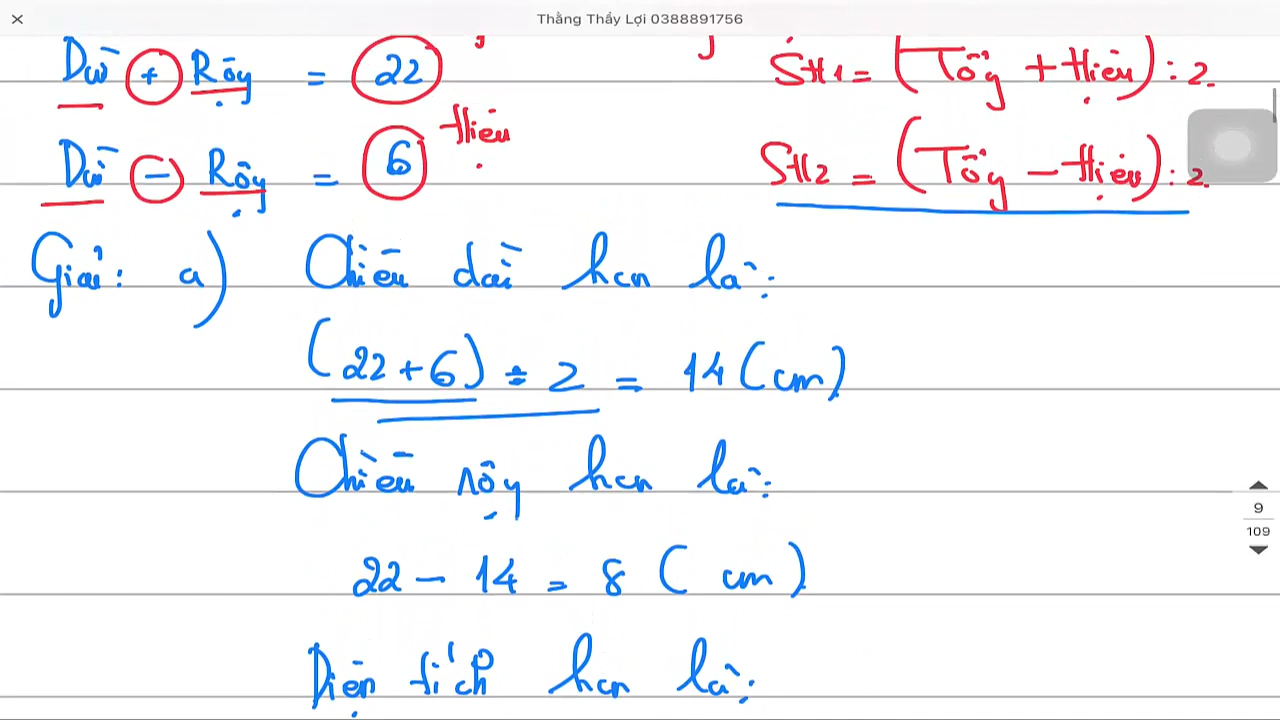 Thằng Thầy Lợi 0388891756
Dài + Rộng = 22
SH1 = (Tổng + Hiệu) : 2.
Hiệu
Dài - Rộng = 6
SH2 = (Tổng - Hiệu) : 2.
Giải: a) Chiều dài hcn là:
(22 + 6) : 2 = 14 (cm)
Chiều rộng hcn là:
22 - 14 = 8 (cm)
Diện tích hcn là:
9
109